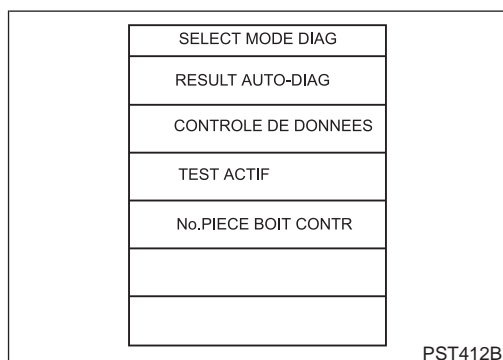 SELECT MODE DIAG
RESULT AUTO-DIAG
CONTROLE DE DONNEES
TEST ACTIF
No.PIECE BOIT CONTR
PST412B